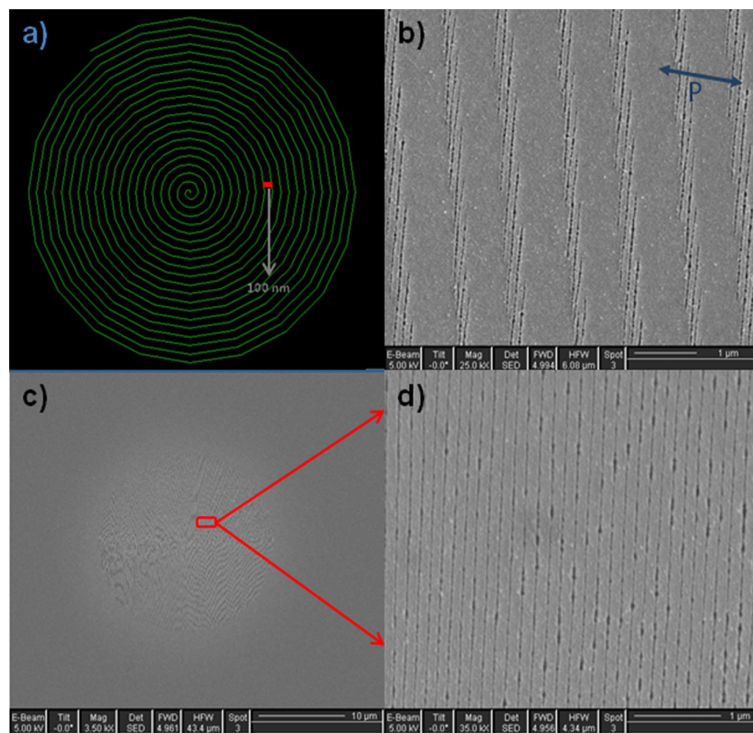 a)
100 nm
b)
P
E-Beam Tilt Mag Det FWD HFW Spot 1 µm
5.00 kV -0.0° 25.0 kX SED 4.994 6.08 µm 3
c)
E-Beam Tilt Mag Det FWD HFW Spot 10 µm
5.00 kV -0.0° 3.50 kX SED 4.961 43.4 µm 3
d)
E-Beam Tilt Mag Det FWD HFW Spot 1 µm
5.00 kV -0.0° 35.0 kX SED 4.956 4.34 µm 3